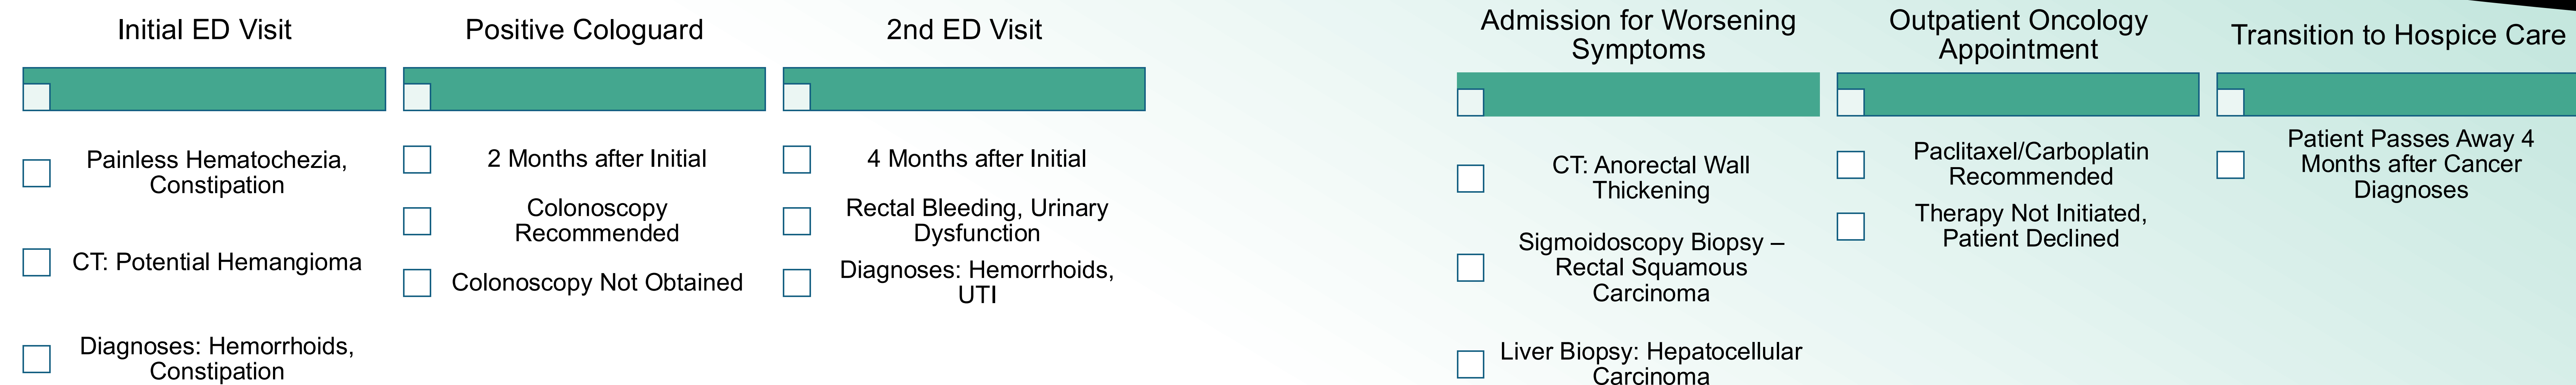 Initial ED Visit
Painless Hematochezia,
Constipation
CT: Potential Hemangioma
Diagnoses: Hemorrhoids,
Constipation
Positive Cologuard
2 Months after Initial
Colonoscopy
Recommended
Colonoscopy Not Obtained
2nd ED Visit
4 Months after Initial
Rectal Bleeding, Urinary
Dysfunction
Diagnoses: Hemorrhoids,
UTI
Admission for Worsening
Symptoms
CT: Anorectal Wall
Thickening
Sigmoidoscopy Biopsy –
Rectal Squamous
Carcinoma
Liver Biopsy: Hepatocellular
Carcinoma
Outpatient Oncology
Appointment
Paclitaxel/Carboplatin
Recommended
Therapy Not Initiated,
Patient Declined
Transition to Hospice Care
Patient Passes Away 4
Months after Cancer
Diagnoses